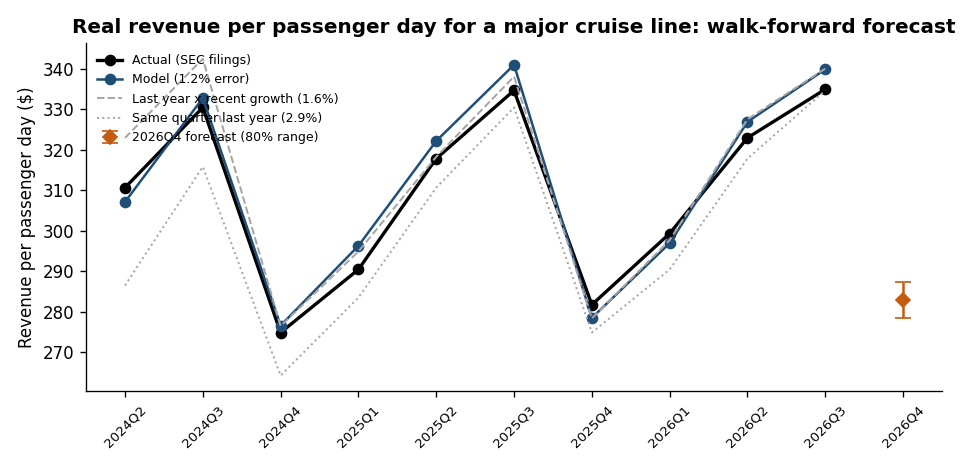 Real revenue per passenger day for a major cruise line: walk-forward forecast
Revenue per passenger day ($)
340
330
320
310
300
290
280
270
Actual (SEC filings)
Model (1.2% error)
Last year x recent growth (1.6%)
Same quarter last year (2.9%)
2026Q4 forecast (80% range)
2024Q2
2024Q3
2024Q4
2025Q1
2025Q2
2025Q3
2025Q4
2026Q1
2026Q2
2026Q3
2026Q4